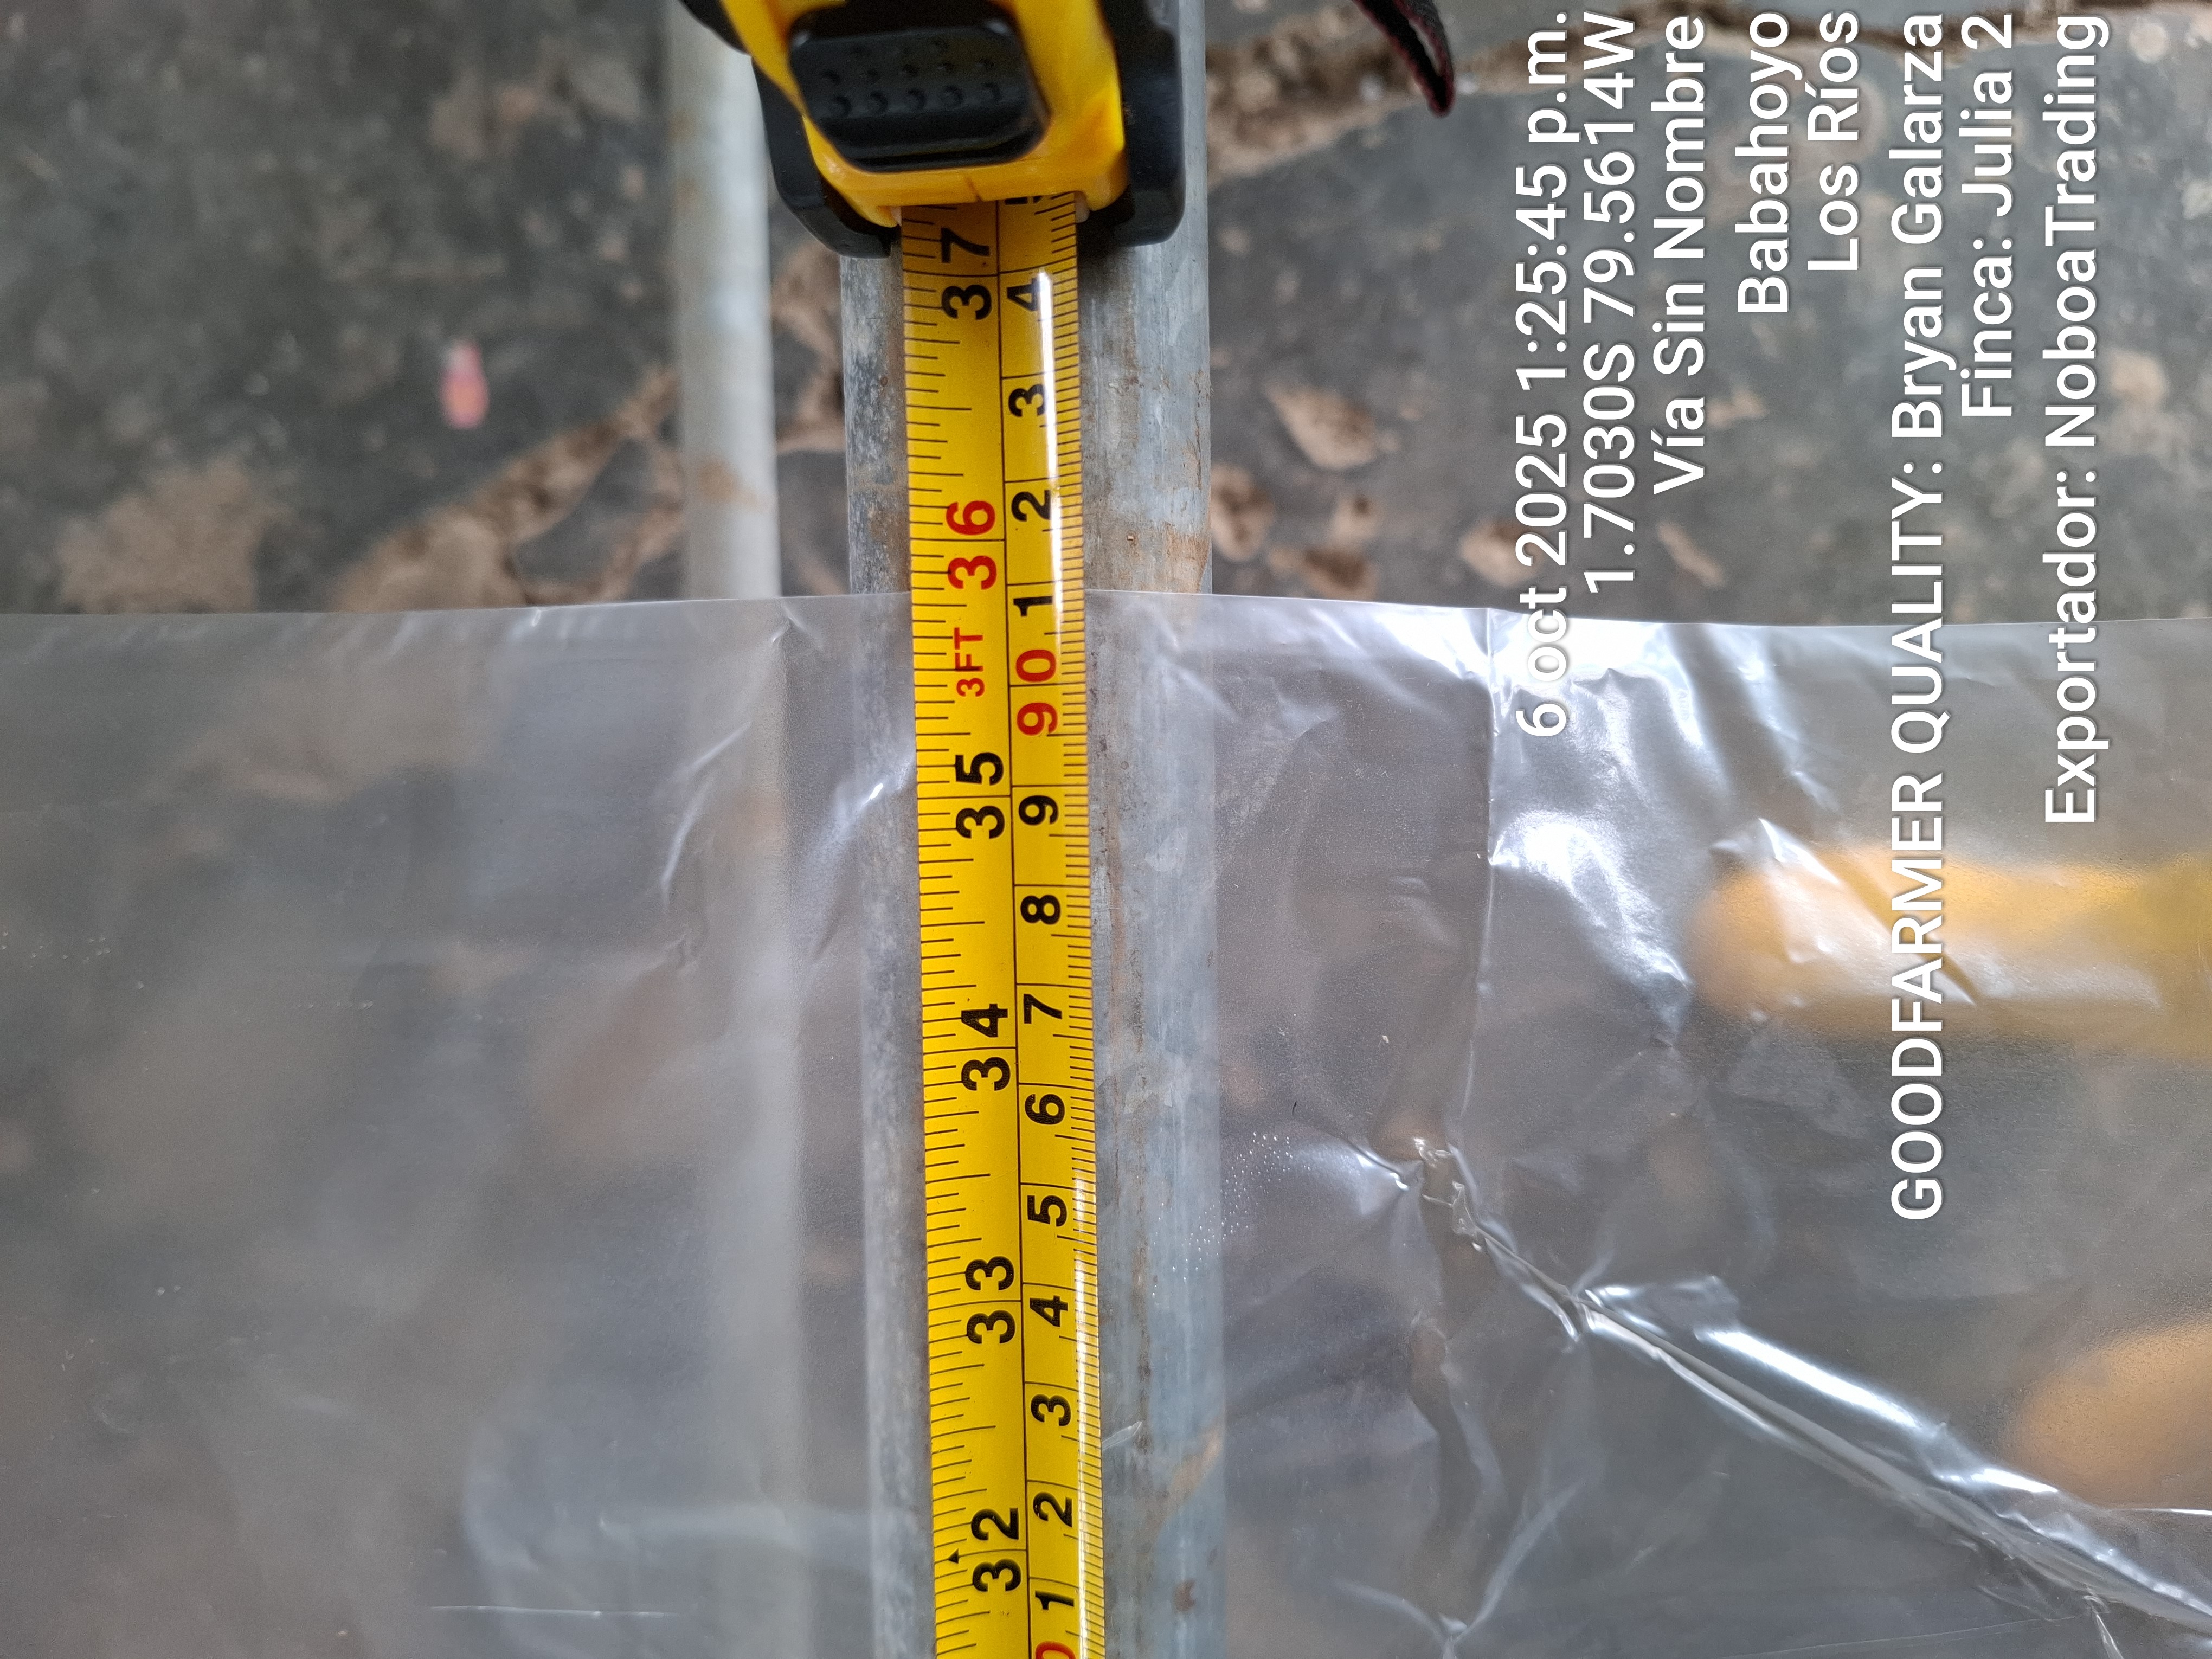 32 33 34 35 3FT 36 37
0 1 2 3 4 5 6 7 8 9 90 1 2 3 4
6 oct 2025 1:25:45 p.m.
1.7030S 79.5614W
Vía Sin Nombre
Babahoyo
Los Ríos
GOODFARMER QUALITY: Bryan Galarza
Finca: Julia 2
Exportador: NoboaTrading